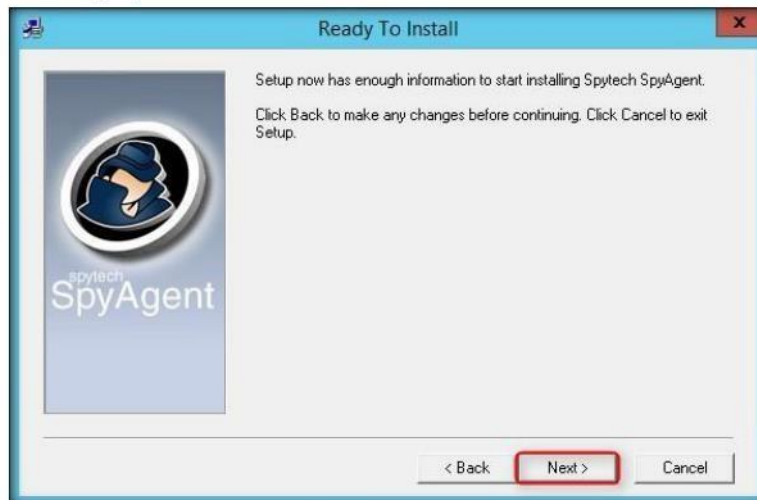 Ready To Install
X
Setup now has enough information to start installing Spytech SpyAgent.
Click Back to make any changes before continuing. Click Cancel to exit
Setup.
spytech
SpyAgent
< Back
Next >
Cancel